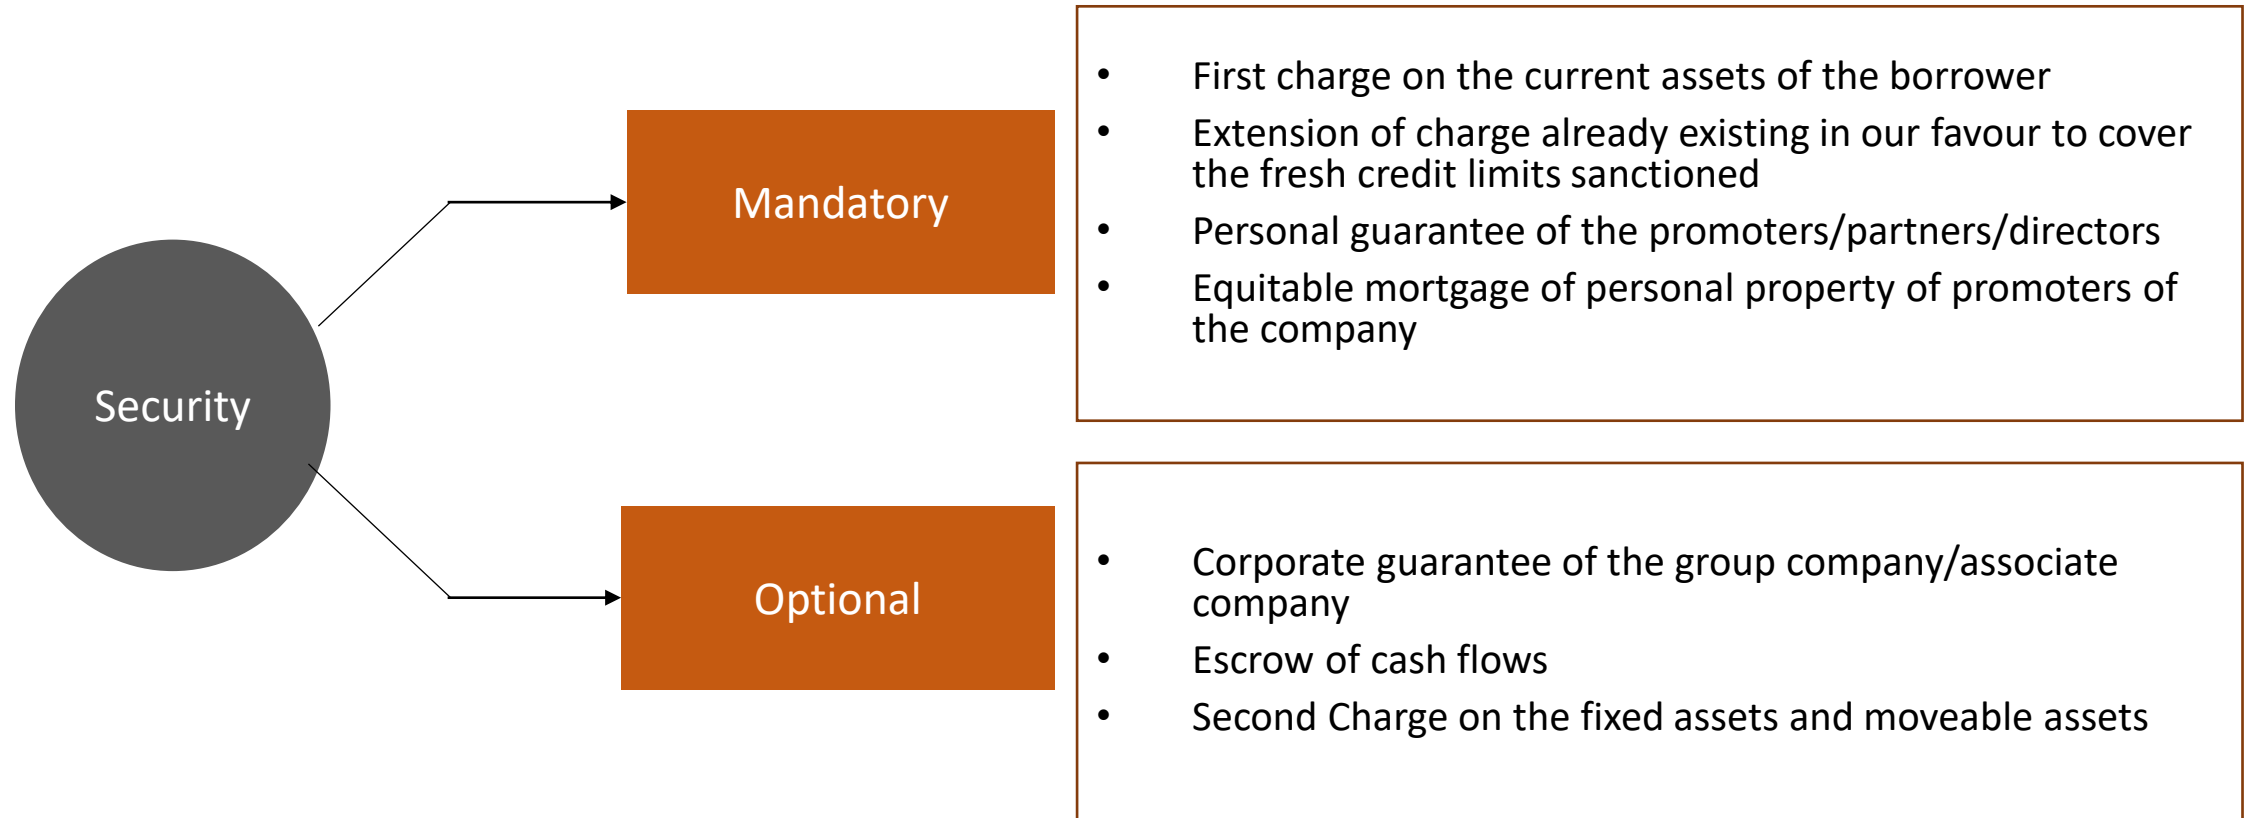 Security
Mandatory
• First charge on the current assets of the borrower
• Extension of charge already existing in our favour to cover
the fresh credit limits sanctioned
• Personal guarantee of the promoters/partners/directors
• Equitable mortgage of personal property of promoters of
the company
Optional
• Corporate guarantee of the group company/associate
company
• Escrow of cash flows
• Second Charge on the fixed assets and moveable assets